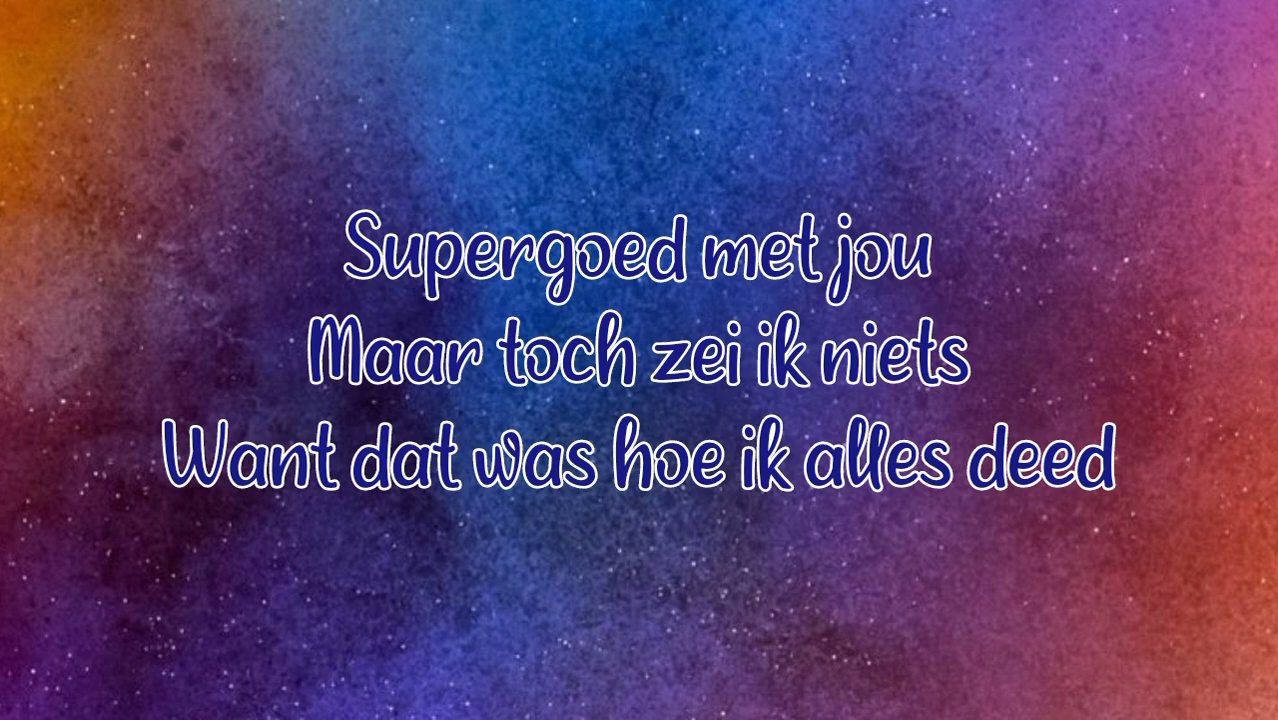 Supergoed met jou
Maar toch zei ik niets
Want dat was hoe ik alles deed